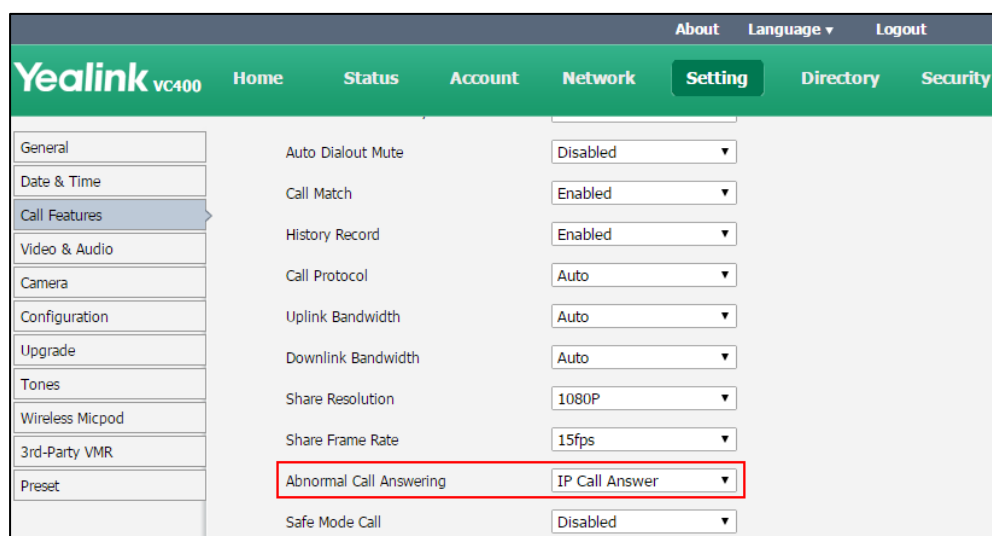 About Language ▾ Logout
Yealink VC400 Home Status Account Network Setting Directory Security
General
Date & Time
Call Features
Video & Audio
Camera
Configuration
Upgrade
Tones
Wireless Micpod
3rd-Party VMR
Preset
Auto Dialout Mute Disabled
Call Match Enabled
History Record Enabled
Call Protocol Auto
Uplink Bandwidth Auto
Downlink Bandwidth Auto
Share Resolution 1080P
Share Frame Rate 15fps
Abnormal Call Answering IP Call Answer
Safe Mode Call Disabled